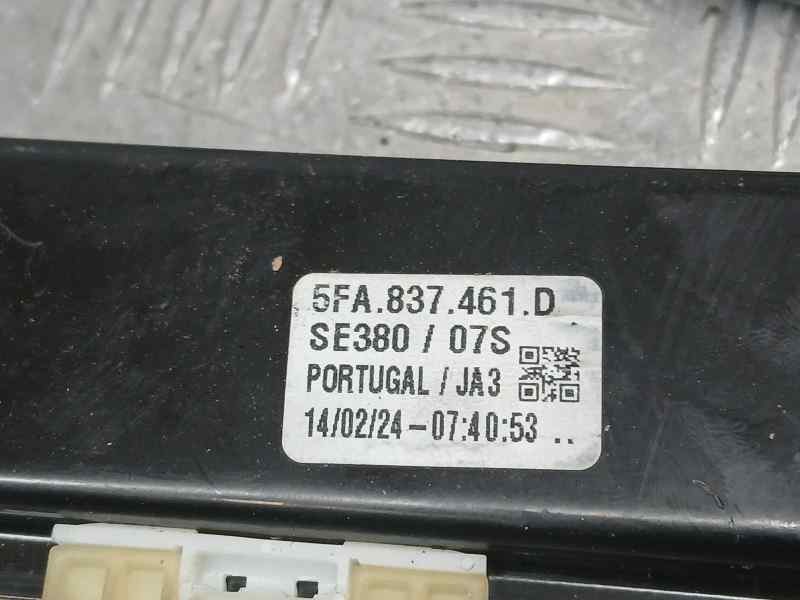 5FA.837.461.D
SE380 / 07S
PORTUGAL / JA3
14/02/24-07:40:53 ..